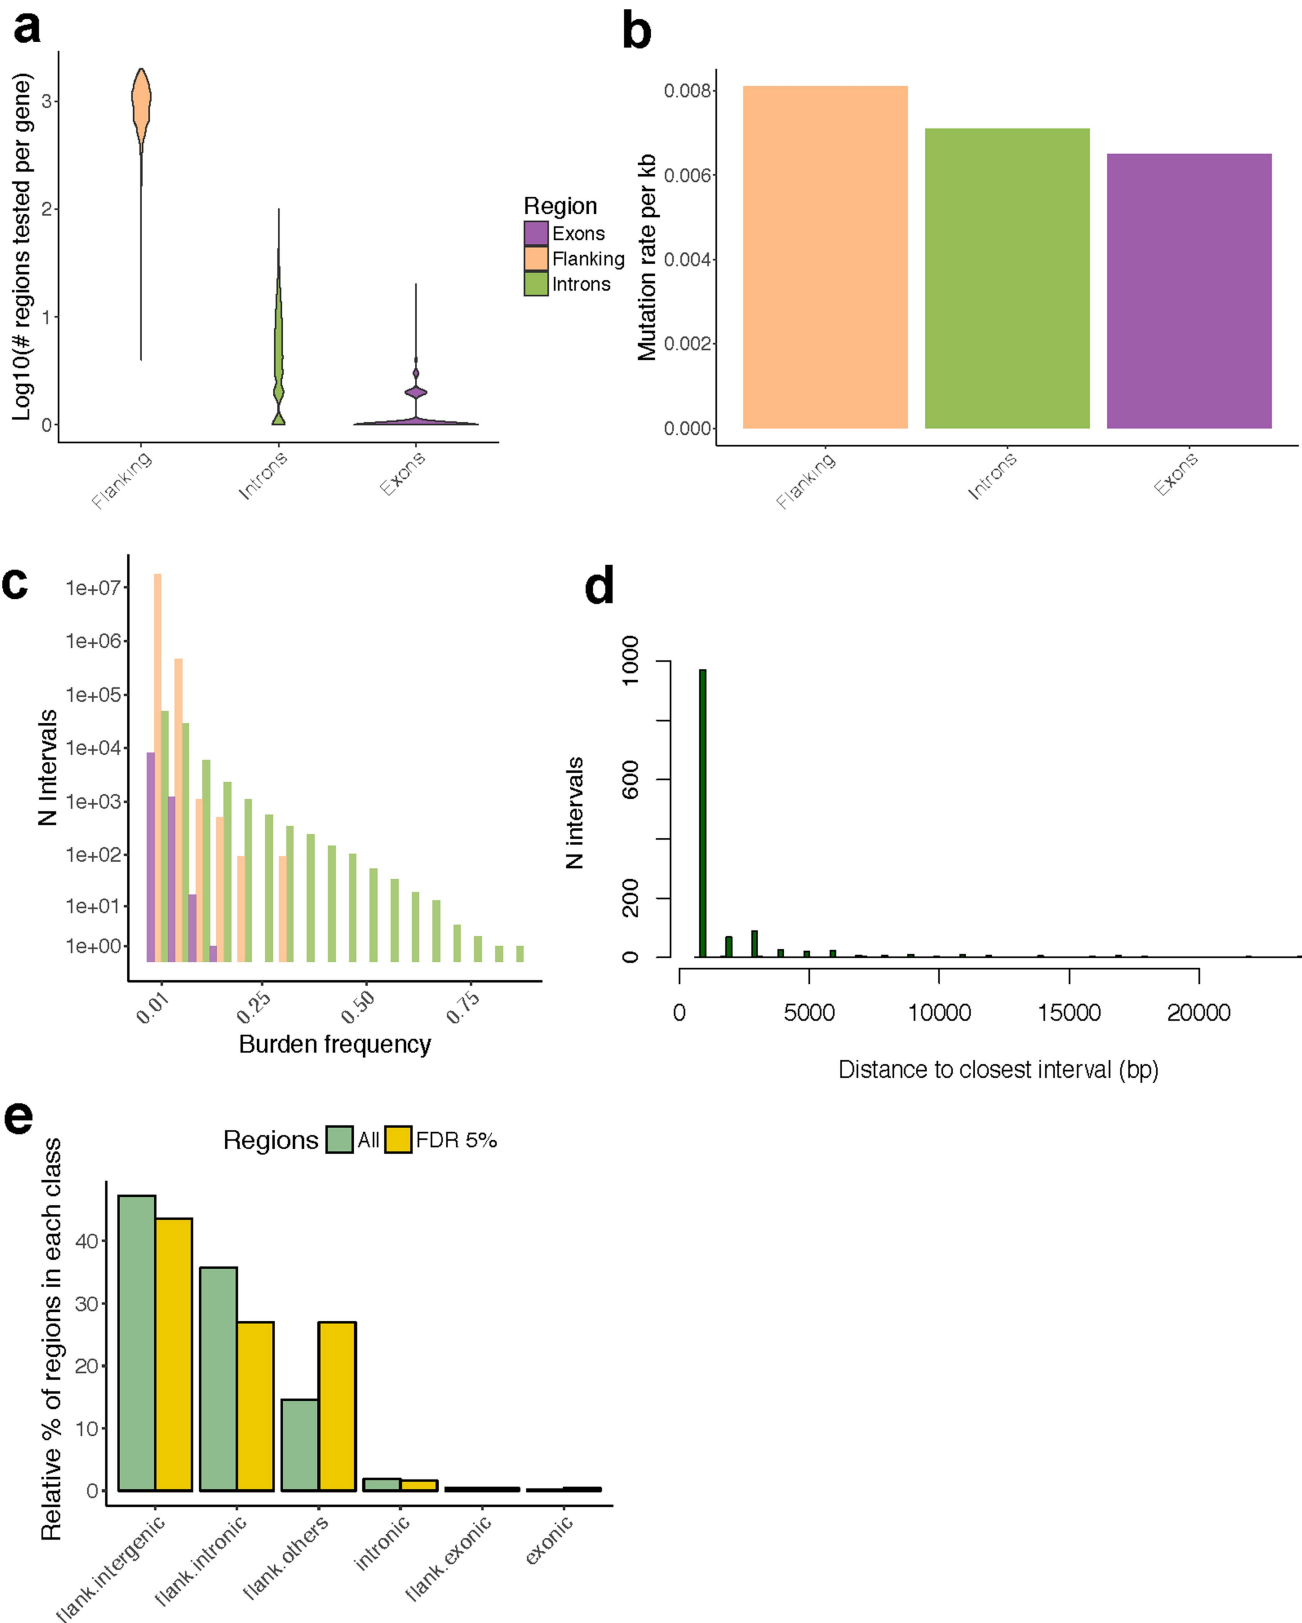 a
Log10(# regions tested per gene)
3
2
1
0
Flanking
Introns
Exons
Region
Exons
Flanking
Introns
b
Mutation rate per kb
0.008
0.006
0.004
0.002
0.000
Flanking
Introns
Exons
c
N Intervals
1e+07
1e+06
1e+05
1e+04
1e+03
1e+02
1e+01
1e+00
0.01
0.25
0.50
0.75
Burden frequency
d
N intervals
1000
600
200
0
0
5000
10000
15000
20000
Distance to closest interval (bp)
e
Regions All FDR 5%
Relative % of regions in each class
40
30
20
10
0
flank.intergenic
flank.intronic
flank.others
intronic
flank.exonic
exonic